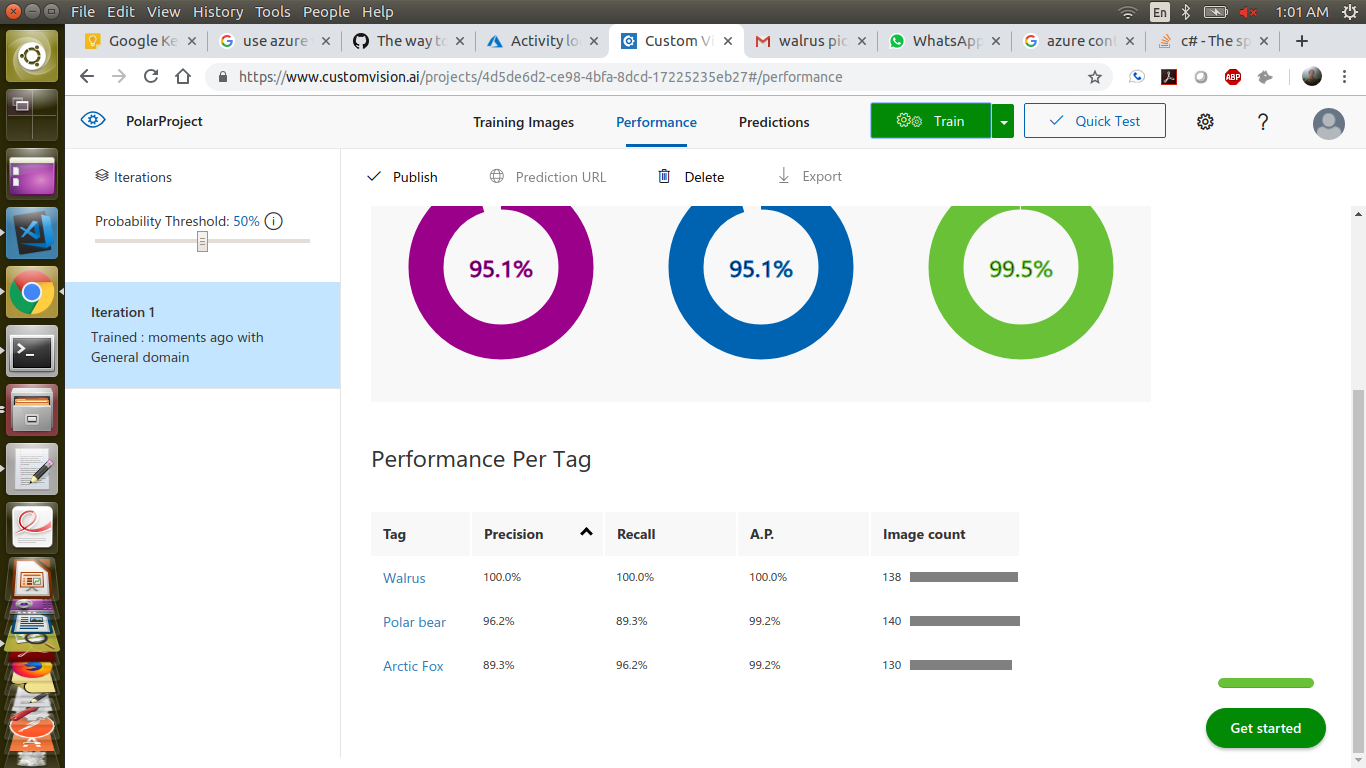 File Edit View History Tools People Help
En 1:01 AM
Google Ke
use azure
The way to
Activity lo
Custom Vi
walrus pic
WhatsApp
azure con
c# - The sp
https://www.customvision.ai/projects/4d5de6d2-ce98-4bfa-8dcd-17225235eb27#/performance
ABP
PolarProject
Training Images Performance Predictions
Train
Quick Test
?
Iterations
Probability Threshold: 50% i
Iteration 1
Trained : moments ago with
General domain
Publish Prediction URL Delete Export
95.1% 95.1% 99.5%
Performance Per Tag
Tag Precision Recall A.P. Image count
Walrus 100.0% 100.0% 100.0% 138
Polar bear 96.2% 89.3% 99.2% 140
Arctic Fox 89.3% 96.2% 99.2% 130
Get started